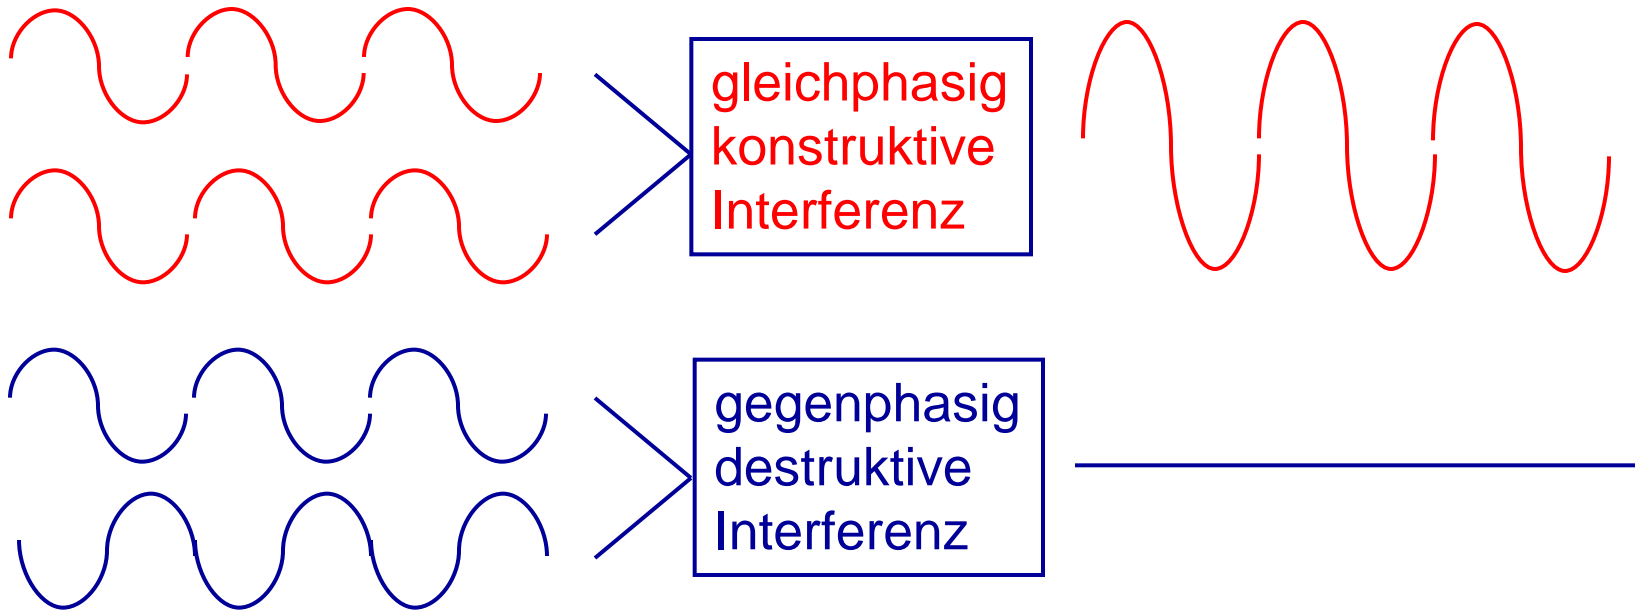 gleichphasig
konstruktive
Interferenz
gegenphasig
destruktive
Interferenz